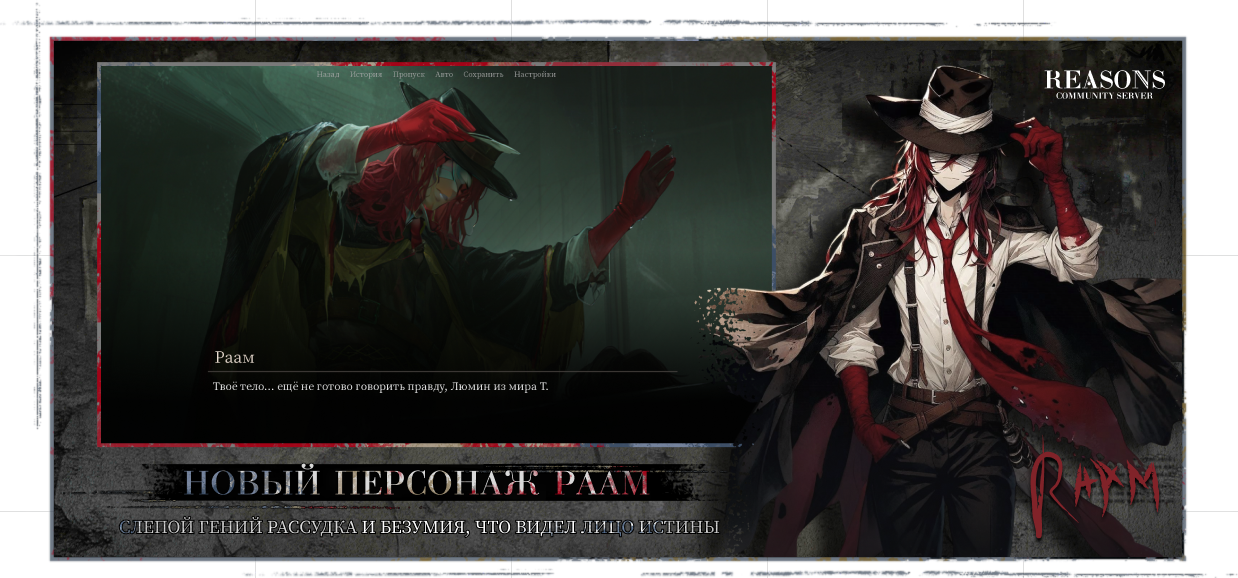 Назад История Пропуск Авто Сохранить Настройки
REASONS
COMMUNITY SERVER
Раам
Твоё тело... ещё не готово говорить правду, Люмин из мира Т.
НОВЫЙ ПЕРСОНАЖ РААМ
СЛЕПОЙ ГЕНИЙ РАССУДКА И БЕЗУМИЯ, ЧТО ВИДЕЛ ЛИЦО ИСТИНЫ
RAAM